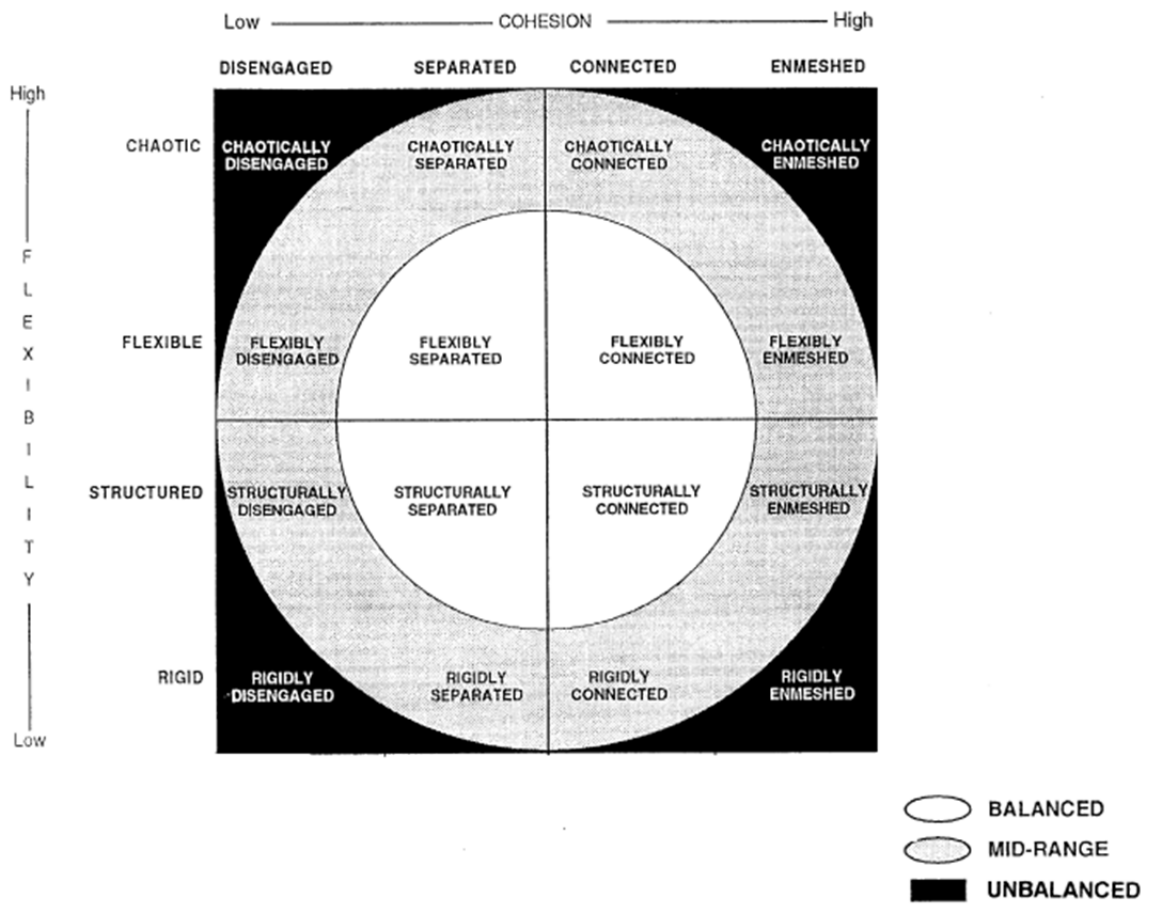 Low COHESION High
DISENGAGED SEPARATED CONNECTED ENMESHED
High
CHAOTIC
CHAOTICALLY DISENGAGED
CHAOTICALLY SEPARATED
CHAOTICALLY CONNECTED
CHAOTICALLY ENMESHED
FLEXIBILITY
FLEXIBLE
FLEXIBLY DISENGAGED
FLEXIBLY SEPARATED
FLEXIBLY CONNECTED
FLEXIBLY ENMESHED
STRUCTURED
STRUCTURALLY DISENGAGED
STRUCTURALLY SEPARATED
STRUCTURALLY CONNECTED
STRUCTURALLY ENMESHED
RIGID
RIGIDLY DISENGAGED
RIGIDLY SEPARATED
RIGIDLY CONNECTED
RIGIDLY ENMESHED
Low
BALANCED
MID-RANGE
UNBALANCED